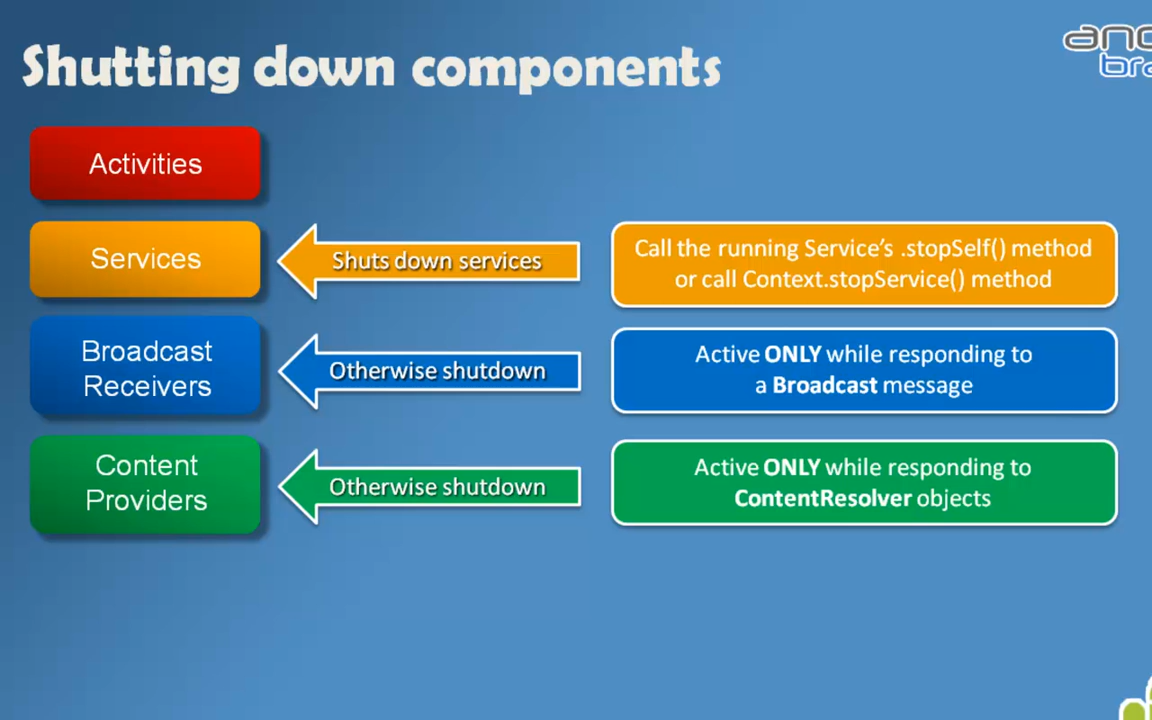 Shutting down components
Activities
Services
Shuts down services
Call the running Service's .stopSelf() method
or call Context.stopService() method
Broadcast
Receivers
Otherwise shutdown
Active ONLY while responding to
a Broadcast message
Content
Providers
Otherwise shutdown
Active ONLY while responding to
ContentResolver objects